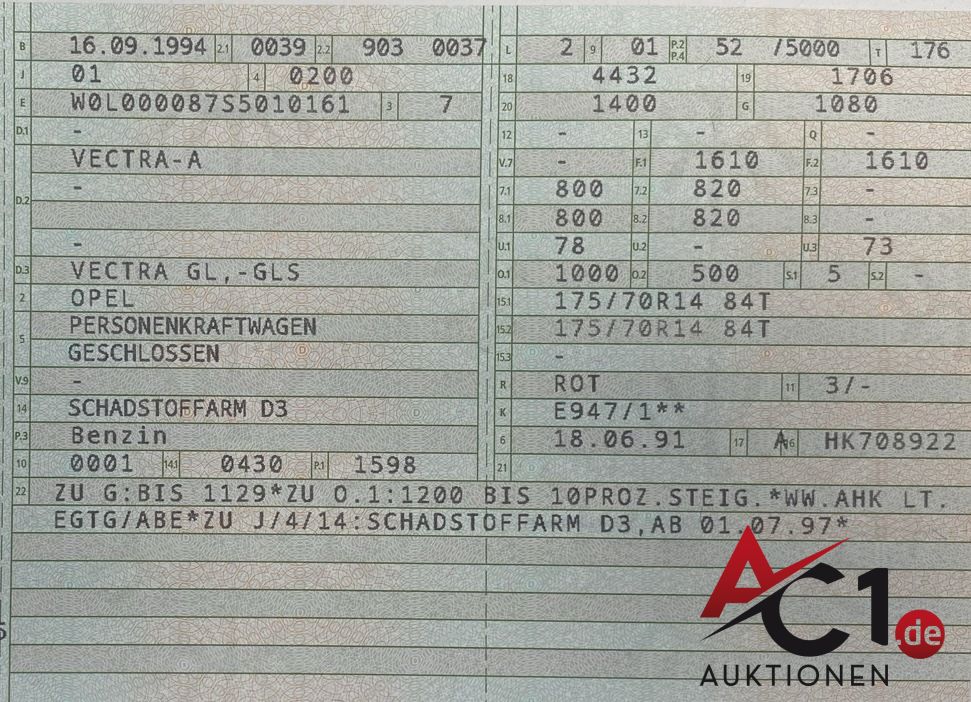 B 16.09.1994 2.1 0039 2.2 903 0037 L 2 9 01 P.2 P.4 52 /5000 T 176
J 01 4 0200 18 4432 19 1706
E W0L000087S5010161 3 7 20 1400 G 1080
D.1 - 12 - 13 - Q -
VECTRA-A V.7 - F.1 1610 F.2 1610
D.2 - 7.1 800 7.2 820 7.3 -
8.1 800 8.2 820 8.3 -
- U.1 78 U.2 - U.3 73
D.3 VECTRA GL,-GLS O.1 1000 O.2 500 S.1 5 S.2 -
2 OPEL 15.1 175/70R14 84T
5 PERSONENKRAFTWAGEN 15.2 175/70R14 84T
GESCHLOSSEN 15.3 -
V.9 - R ROT 11 3/-
14 SCHADSTOFFARM D3 K E947/1**
P.3 Benzin 6 18.06.91 17 A 16 HK708922
10 0001 14.1 0430 P.1 1598 21
22 ZU G:BIS 1129*ZU O.1:1200 BIS 10PROZ.STEIG.*WW.AHK LT.
EGTG/ABE*ZU J/4/14:SCHADSTOFFARM D3,AB 01.07.97*
AC1.de
AUKTIONEN